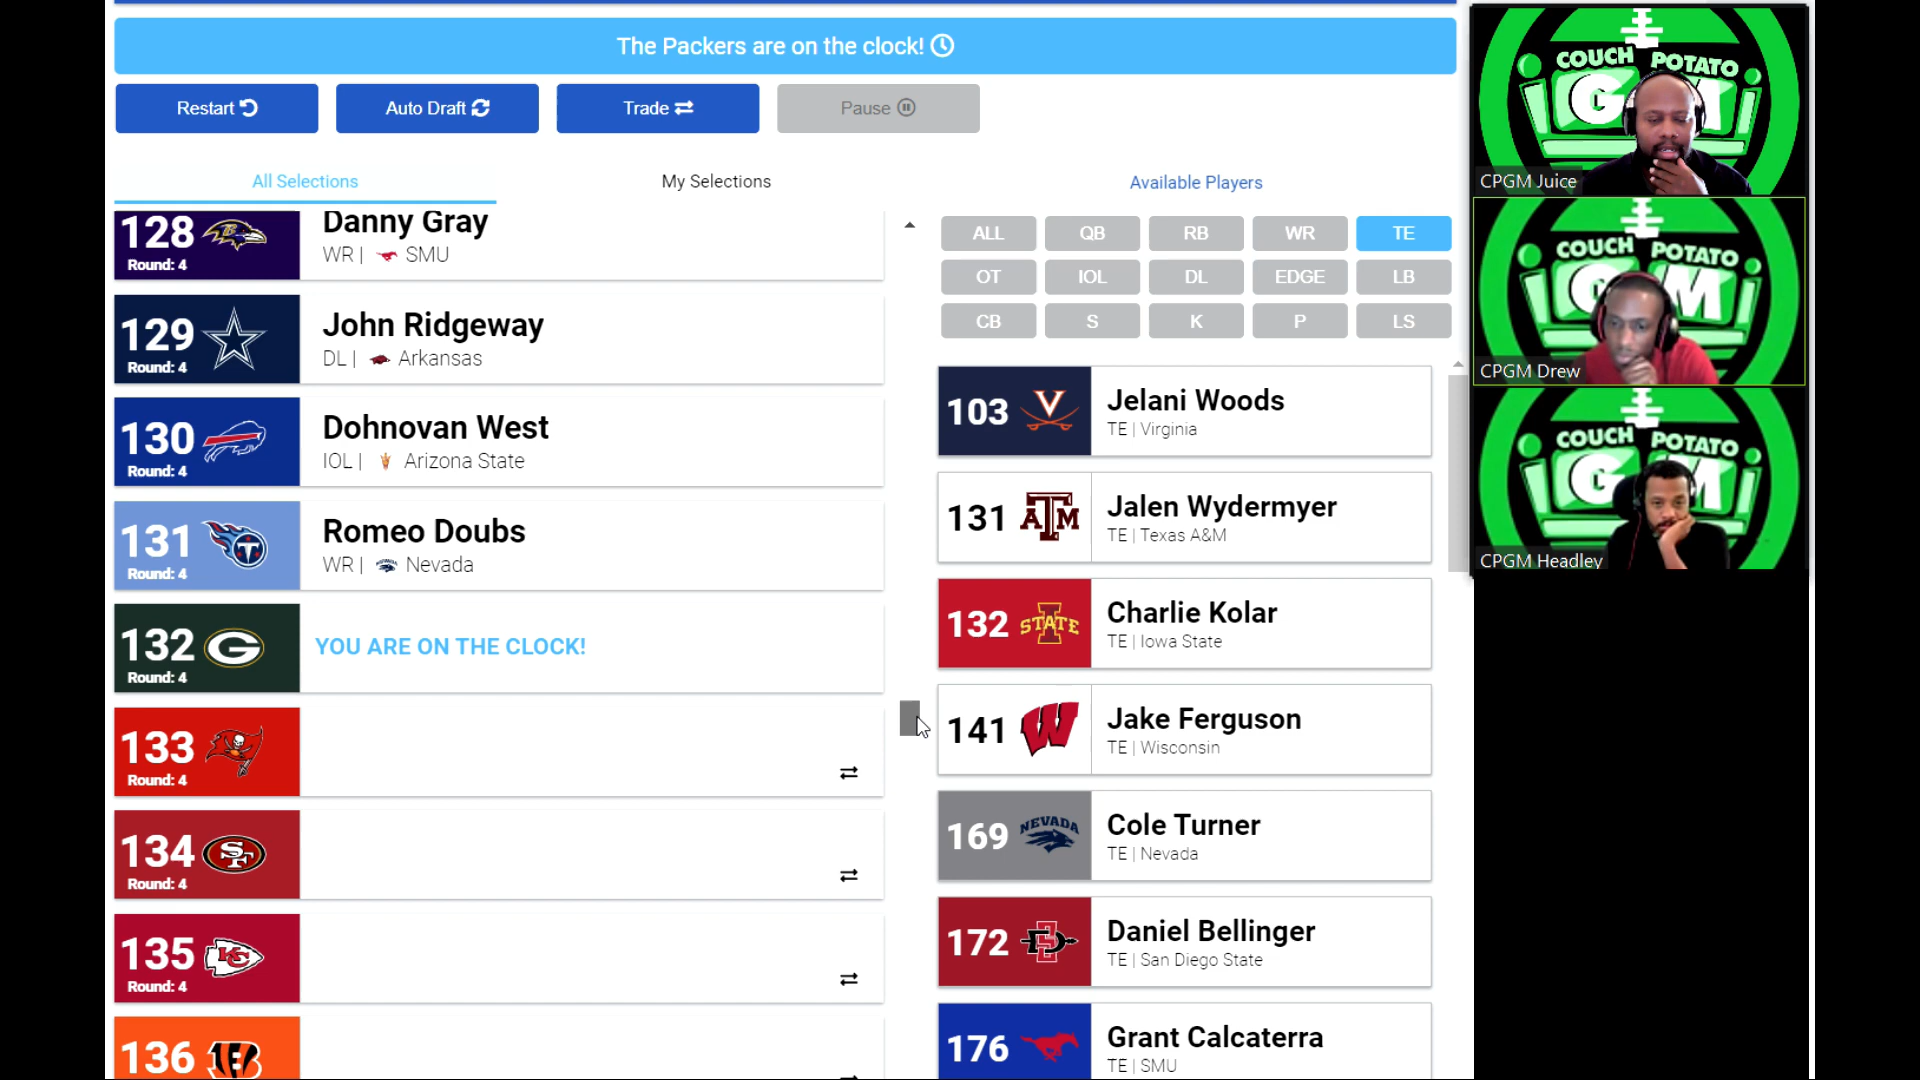 The Packers are on the clock!
Restart
Auto Draft
Trade
Pause
All Selections
My Selections
Available Players
128
Round: 4
Danny Gray
WR | SMU
129
Round: 4
John Ridgeway
DL | Arkansas
130
Round: 4
Dohnovan West
IOL | Arizona State
131
Round: 4
Romeo Doubs
WR | Nevada
132
Round: 4
G
YOU ARE ON THE CLOCK!
133
Round: 4
134
SF
Round: 4
135
KC
Round: 4
136
ALL QB RB WR TE
OT IOL DL EDGE LB
CB S K P LS
103
Jelani Woods
TE | Virginia
131
ATM
Jalen Wydermyer
TE | Texas A&M
132
STATE
Charlie Kolar
TE | Iowa State
141
W
Jake Ferguson
TE | Wisconsin
169
NEVADA
Cole Turner
TE | Nevada
172
SD
Daniel Bellinger
TE | San Diego State
176
Grant Calcaterra
TE | SMU
COUCH POTATO
G M
CPGM Juice
COUCH POTATO
G M
CPGM Drew
COUCH POTATO
G M
CPGM Headley